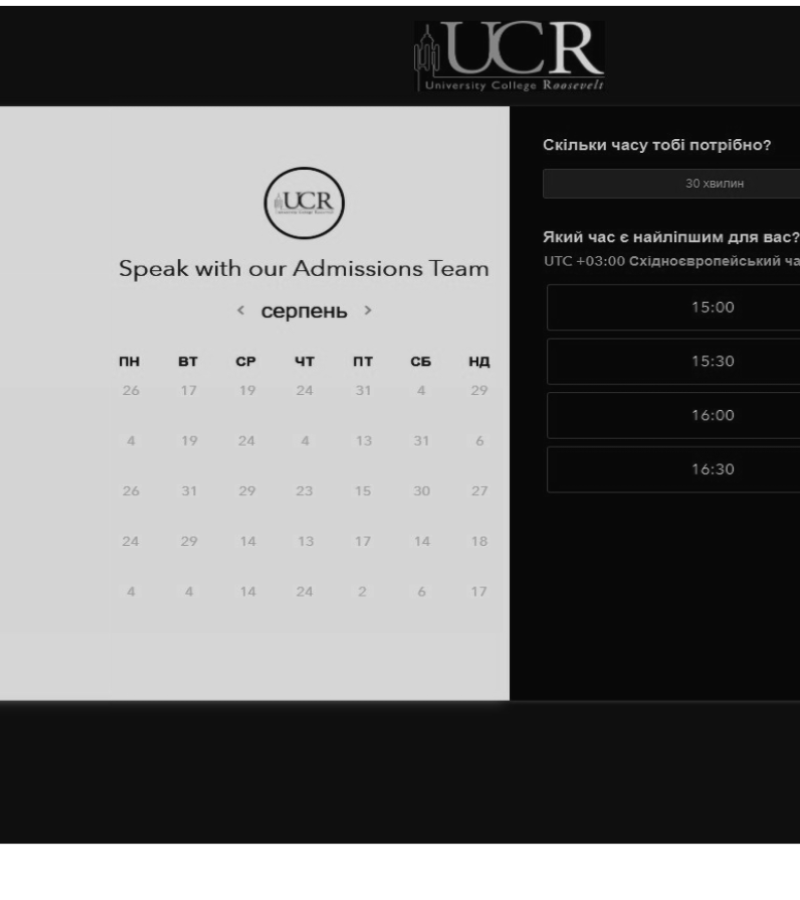 UCR
University College Roosevelt
UCR
Speak with our Admissions Team
< серпень >
ПН ВТ СР ЧТ ПТ СБ НД
26 17 19 24 31 4 29
4 19 24 4 13 31 6
26 31 29 23 15 30 27
24 29 14 13 17 14 18
4 4 14 24 2 6 17
Скільки часу тобі потрібно?
30 хвилин
Який час є найліпшим для вас?
UTC +03:00 Східноєвропейський ча
15:00
15:30
16:00
16:30